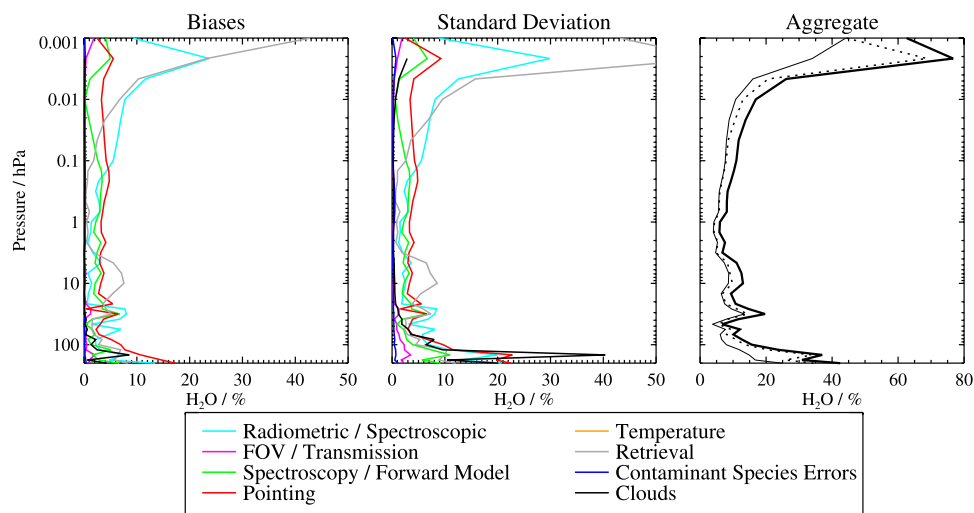 Biases
Standard Deviation
Aggregate
Pressure / hPa
0.001
0.01
0.1
1
10
100
0 10 20 30 40 50
H₂O / %
0 10 20 30 40 50
H₂O / %
0 20 40 60 80
H₂O / %
Radiometric / Spectroscopic
FOV / Transmission
Spectroscopy / Forward Model
Pointing
Temperature
Retrieval
Contaminant Species Errors
Clouds